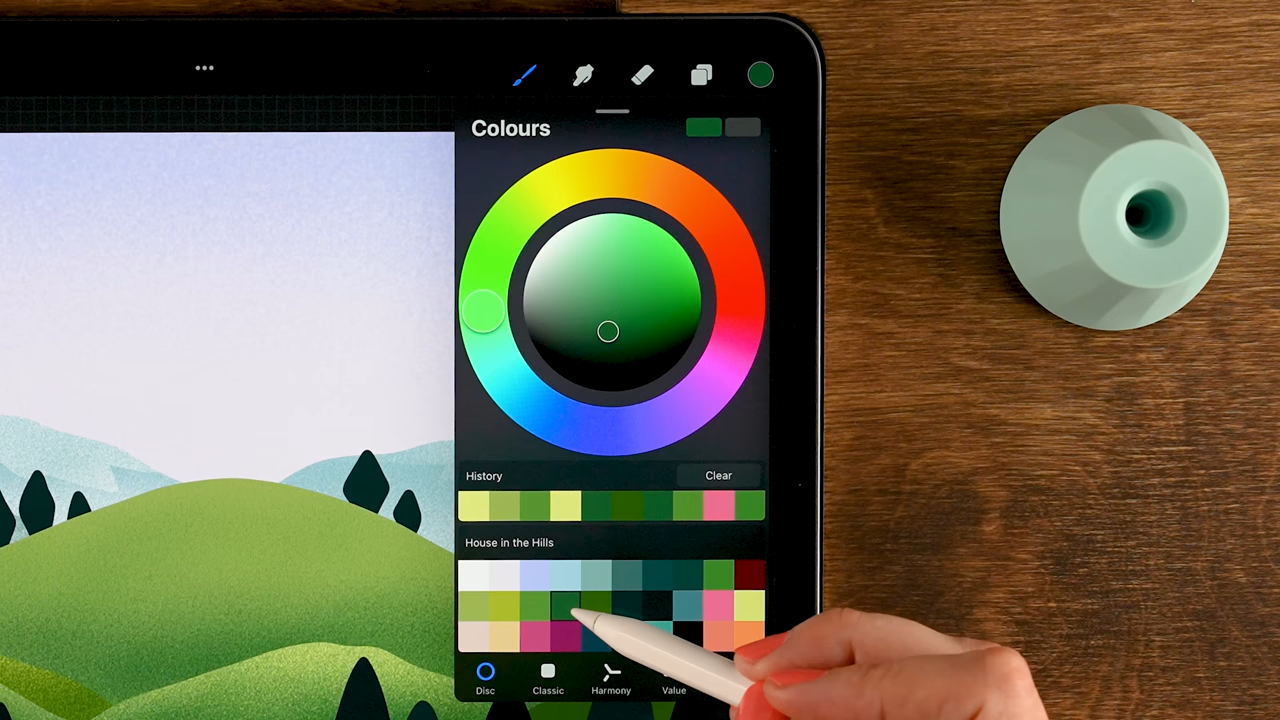 Colours
History
Clear
House in the Hills
Disc
Classic
Harmony
Value